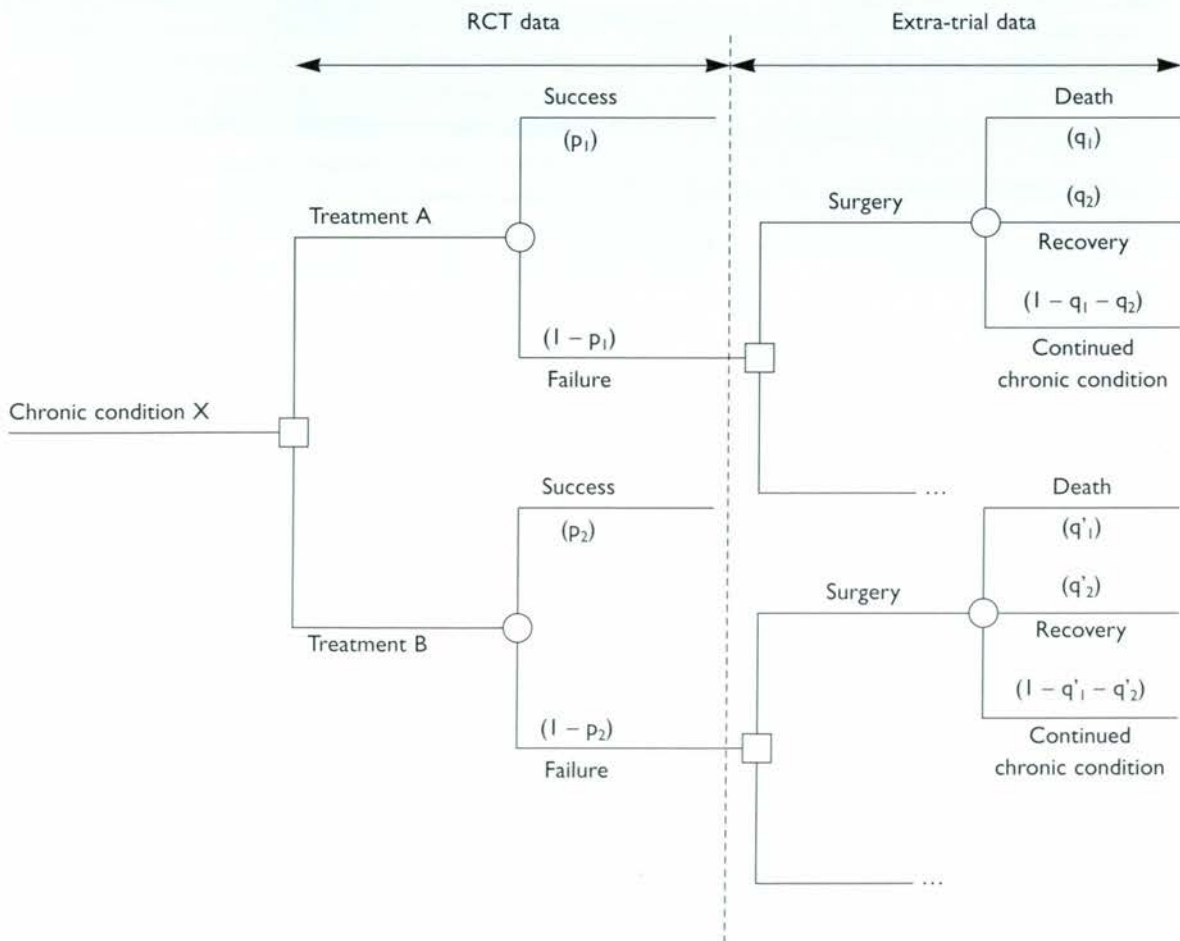 RCT data
Extra-trial data
Success
(p₁)
Treatment A
(1 – p₁)
Failure
Surgery
Death
(q₁)
(q₂)
Recovery
(1 – q₁ – q₂)
Continued
chronic condition
...
Chronic condition X
Success
(p₂)
Treatment B
(1 – p₂)
Failure
Surgery
Death
(q'₁)
(q'₂)
Recovery
(1 – q'₁ – q'₂)
Continued
chronic condition
...